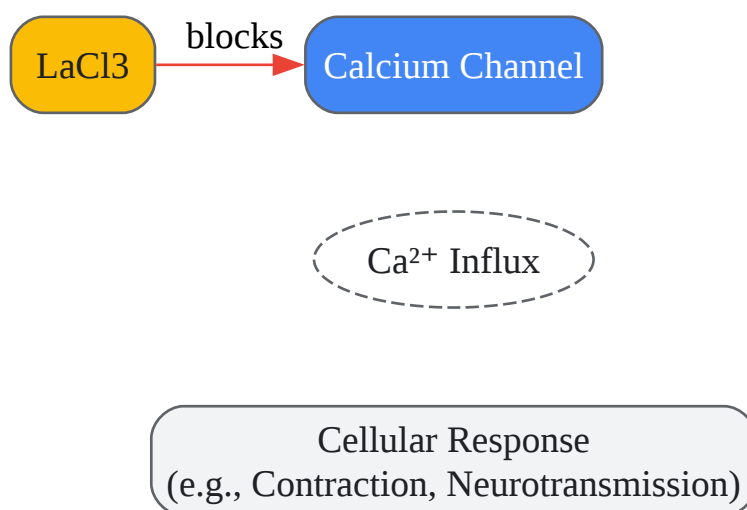 blocks
LaCl3
Calcium Channel
Ca²⁺ Influx
Cellular Response
(e.g., Contraction, Neurotransmission)